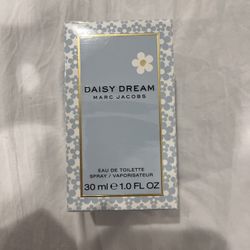 DAISY DREAM
MARC JACOBS
EAU DE TOILETTE
SPRAY / VAPORISATEUR
30 ml ℮ 1.0 FL OZ